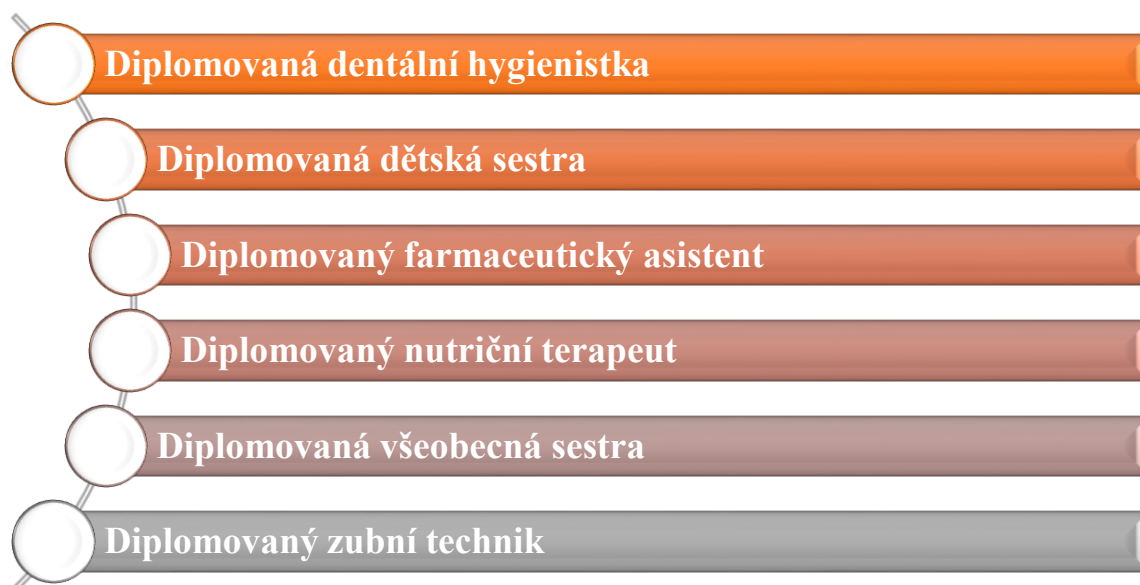 Diplomovaná dentální hygienistka
Diplomovaná dětská sestra
Diplomovaný farmaceutický asistent
Diplomovaný nutriční terapeut
Diplomovaná všeobecná sestra
Diplomovaný zubní technik